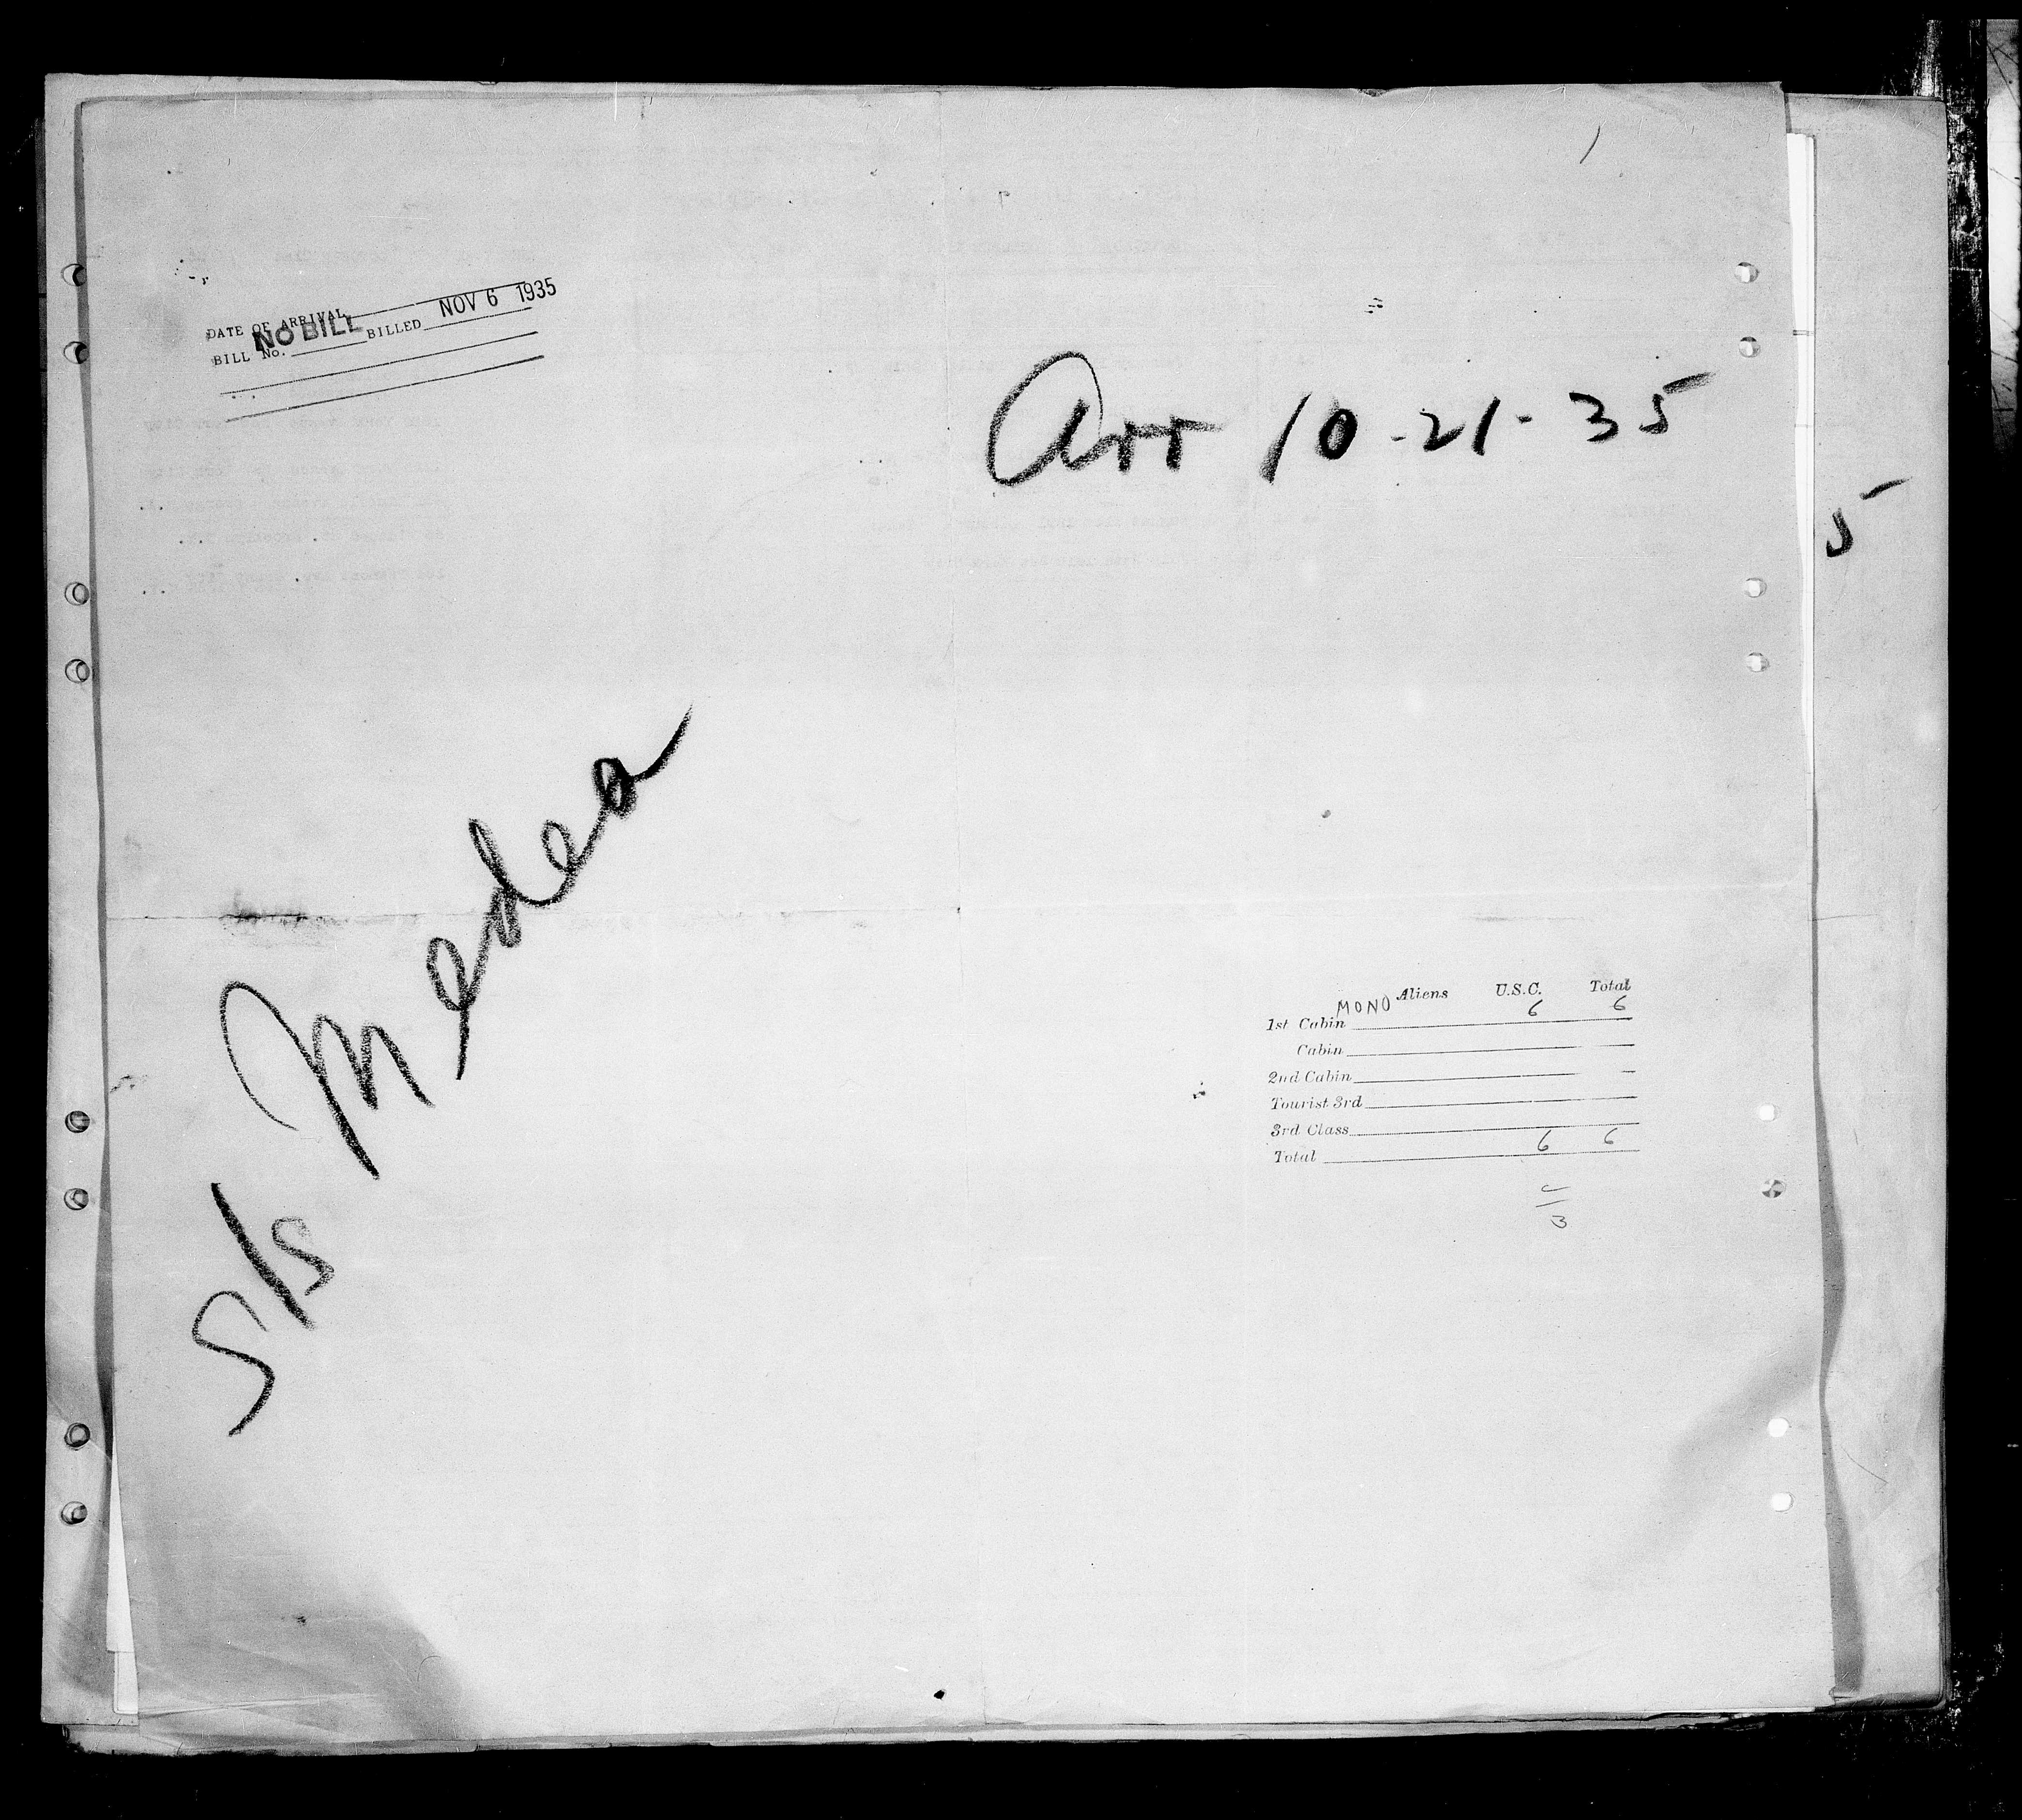 DATE OF ARRIVAL NOV 6 1935
BILL No. NO BILL BILLED
Arr 10-21-35
5
S/S Medea
MONO Aliens U.S.C. Total
1st Cabin 6 6
Cabin
2nd Cabin
Tourist 3rd
3rd Class
Total 6 6